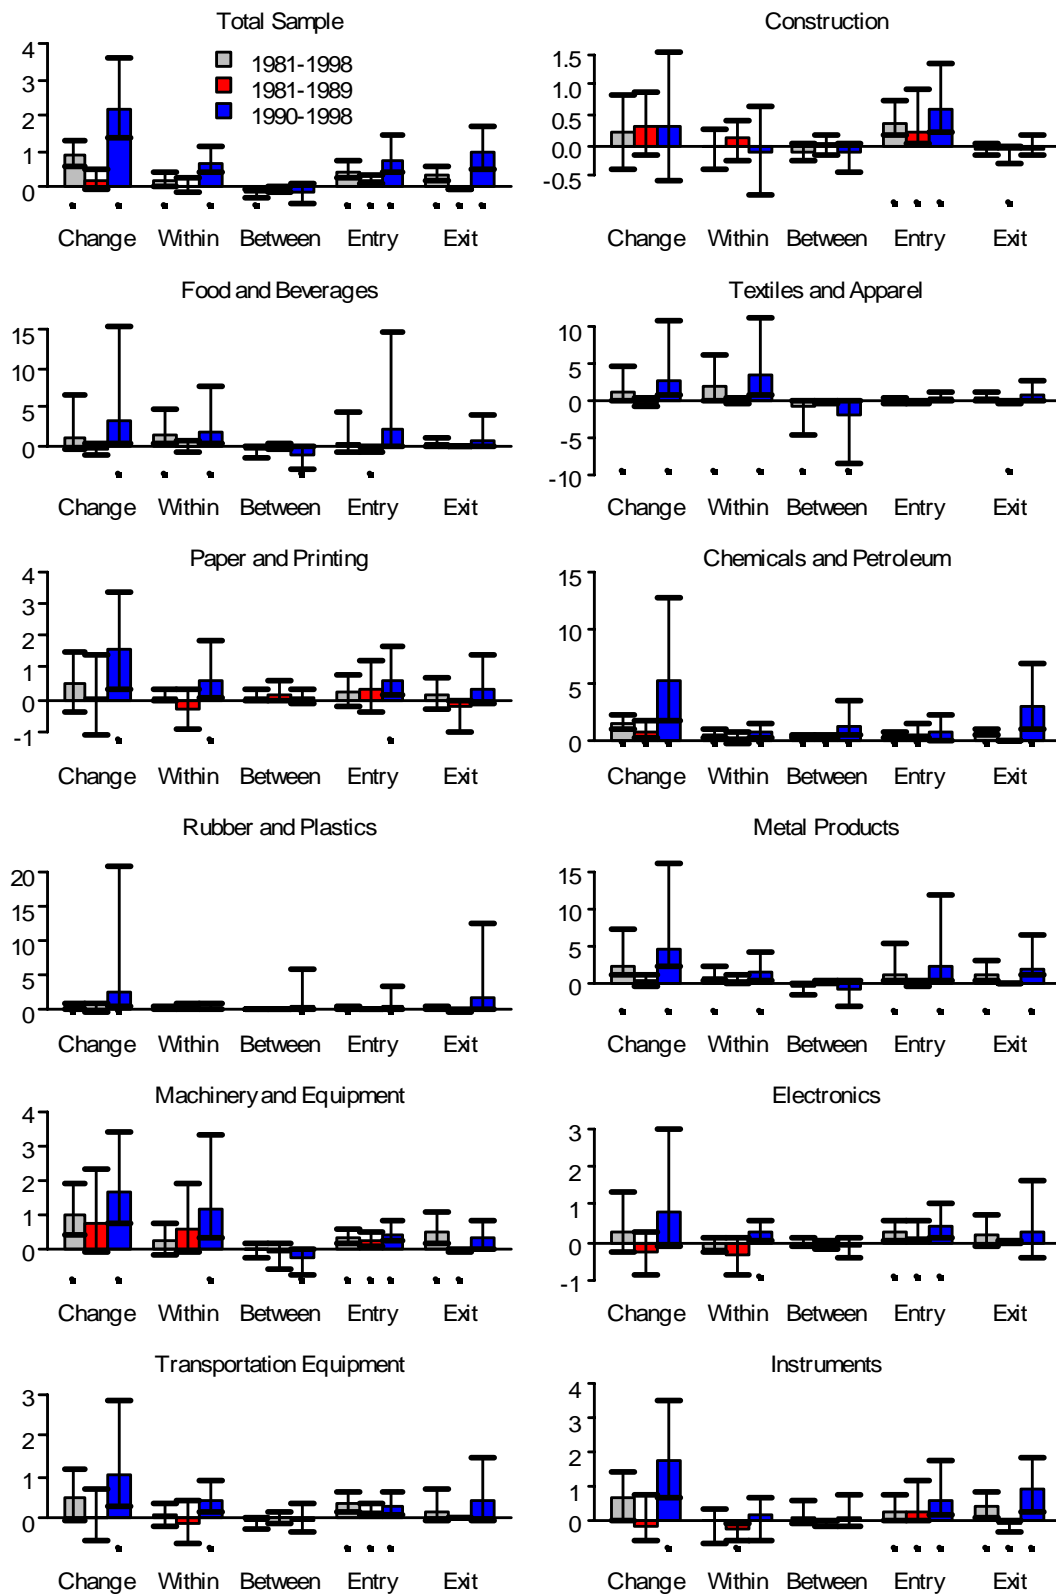 Total Sample
4
3
2
1
0
1981-1998
1981-1989
1990-1998
Change Within Between Entry Exit
Construction
1.5
1.0
0.5
0.0
-0.5
Change Within Between Entry Exit
Food and Beverages
15
10
5
0
Change Within Between Entry Exit
Textiles and Apparel
10
5
0
-5
-10
Change Within Between Entry Exit
Paper and Printing
4
3
2
1
0
-1
Change Within Between Entry Exit
Chemicals and Petroleum
15
10
5
0
Change Within Between Entry Exit
Rubber and Plastics
20
15
10
5
0
Change Within Between Entry Exit
Metal Products
15
10
5
0
Change Within Between Entry Exit
Machinery and Equipment
4
3
2
1
0
Change Within Between Entry Exit
Electronics
3
2
1
0
-1
Change Within Between Entry Exit
Transportation Equipment
3
2
1
0
Change Within Between Entry Exit
Instruments
4
3
2
1
0
Change Within Between Entry Exit